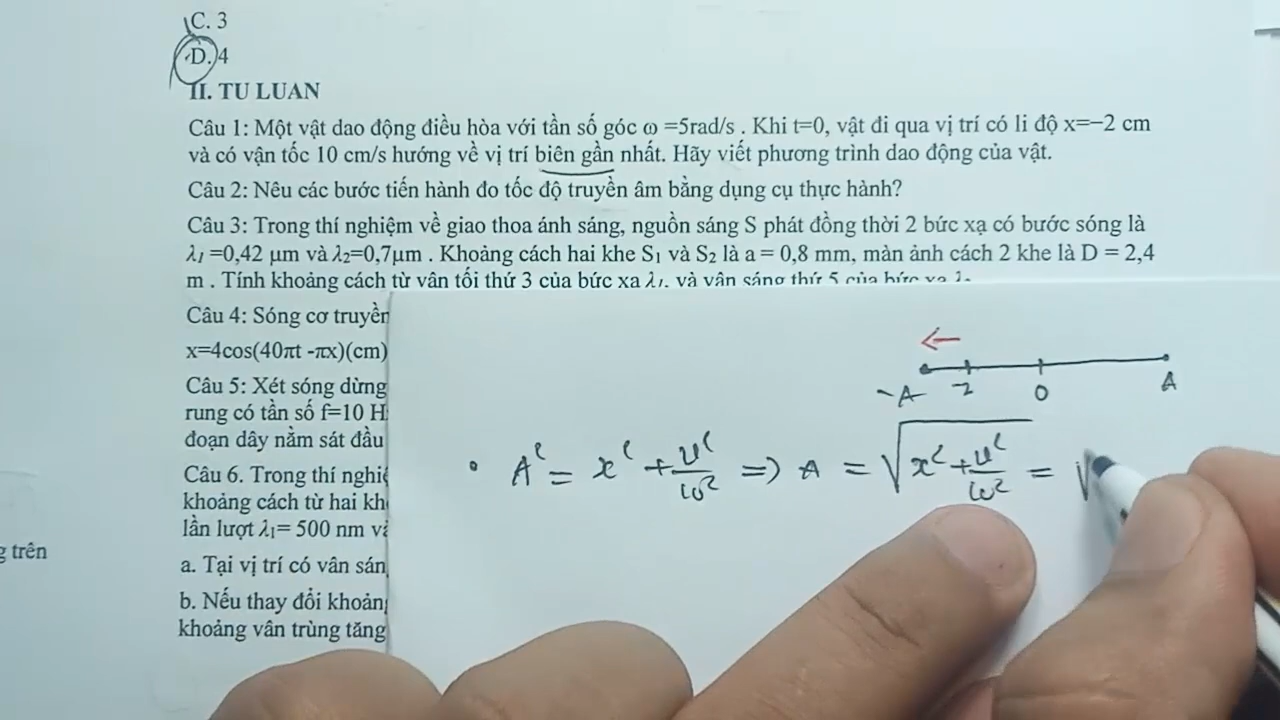 C. 3
D. 4
II. TU LUAN
Câu 1: Một vật dao động điều hòa với tần số góc ω =5rad/s . Khi t=0, vật đi qua vị trí có li độ x=−2 cm
và có vận tốc 10 cm/s hướng về vị trí biên gần nhất. Hãy viết phương trình dao động của vật.
Câu 2: Nêu các bước tiến hành đo tốc độ truyền âm bằng dụng cụ thực hành?
Câu 3: Trong thí nghiệm về giao thoa ánh sáng, nguồn sáng S phát đồng thời 2 bức xạ có bước sóng là
λ1 =0,42 μm và λ2=0,7μm . Khoảng cách hai khe S1 và S2 là a = 0,8 mm, màn ảnh cách 2 khe là D = 2,4
m . Tính khoảng cách từ vân tối thứ 3 của bức xạ λ1. và vân sáng thứ 5 của bức xạ
Câu 4: Sóng cơ truyền
x=4cos(40πt -πx)(cm)
Câu 5: Xét sóng dừng
rung có tần số f=10 H
đoạn dây nằm sát đầu
Câu 6. Trong thí nghiệ
khoảng cách từ hai kh
lần lượt λ1= 500 nm và
a. Tại vị trí có vân sán
b. Nếu thay đổi khoản
khoảng vân trùng tăng
g trên
-A -2 0 A
• A² = x² + v²/ω² => A = √(x² + v²/ω²) = √